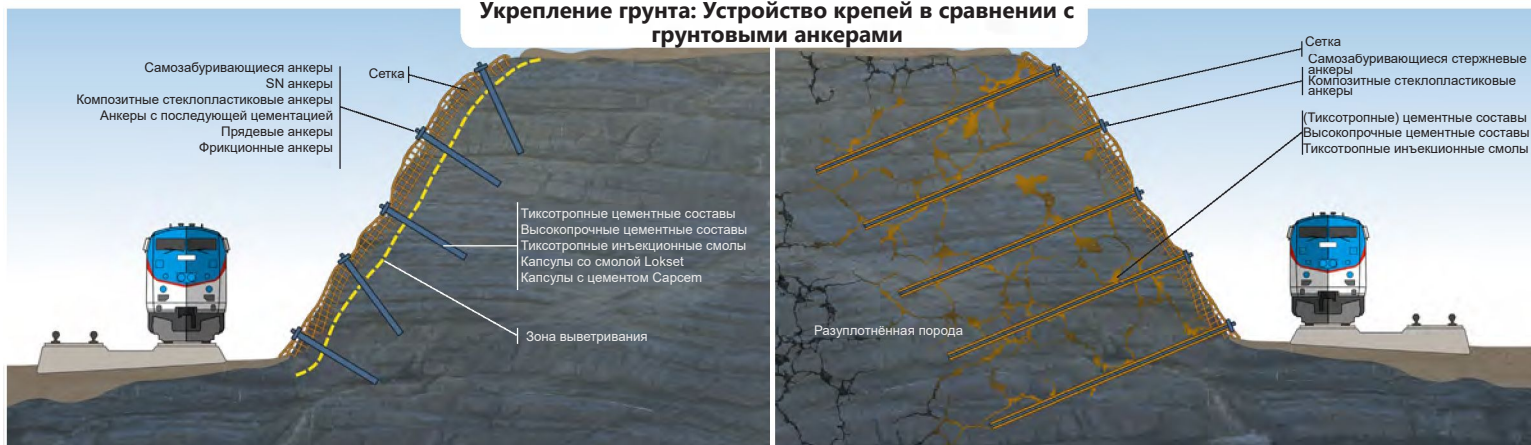 Укрепление грунта: Устройство крепей в сравнении с
грунтовыми анкерами
Самозабуривающиеся анкеры
SN анкеры
Композитные стеклопластиковые анкеры
Анкеры с последующей цементацией
Прядевые анкеры
Фрикционные анкеры
Сетка
Тиксотропные цементные составы
Высокопрочные цементные составы
Тиксотропные инъекционные смолы
Капсулы со смолой Lokset
Капсулы с цементом Capcem
Зона выветривания
Сетка
Самозабуривающиеся стержневые
анкеры
Композитные стеклопластиковые
анкеры
(Тиксотропные) цементные составы
Высокопрочные цементные составы
Тиксотропные инъекционные смолы
Разуплотнённая порода